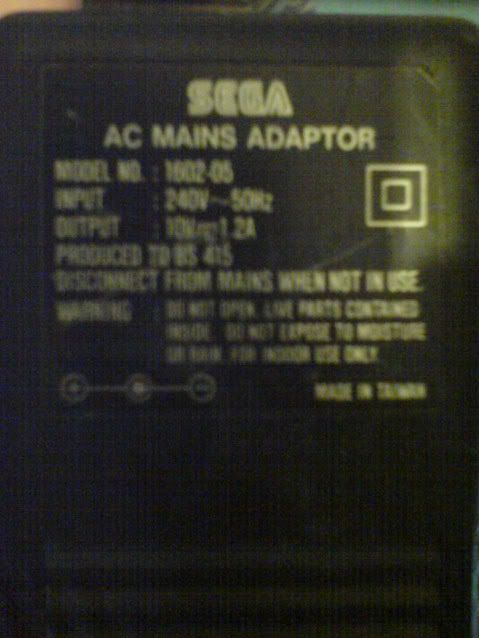 SEGA
AC MAINS ADAPTOR
MODEL NO. : 1602-05
INPUT : 240V~50Hz
OUTPUT : 10V⎓1.2A
PRODUCED TO BS 415
DISCONNECT FROM MAINS WHEN NOT IN USE.
WARNING : DO NOT OPEN, LIVE PARTS CONTAINED
INSIDE. DO NOT EXPOSE TO MOISTURE
OR RAIN. FOR INDOOR USE ONLY.
MADE IN TAIWAN